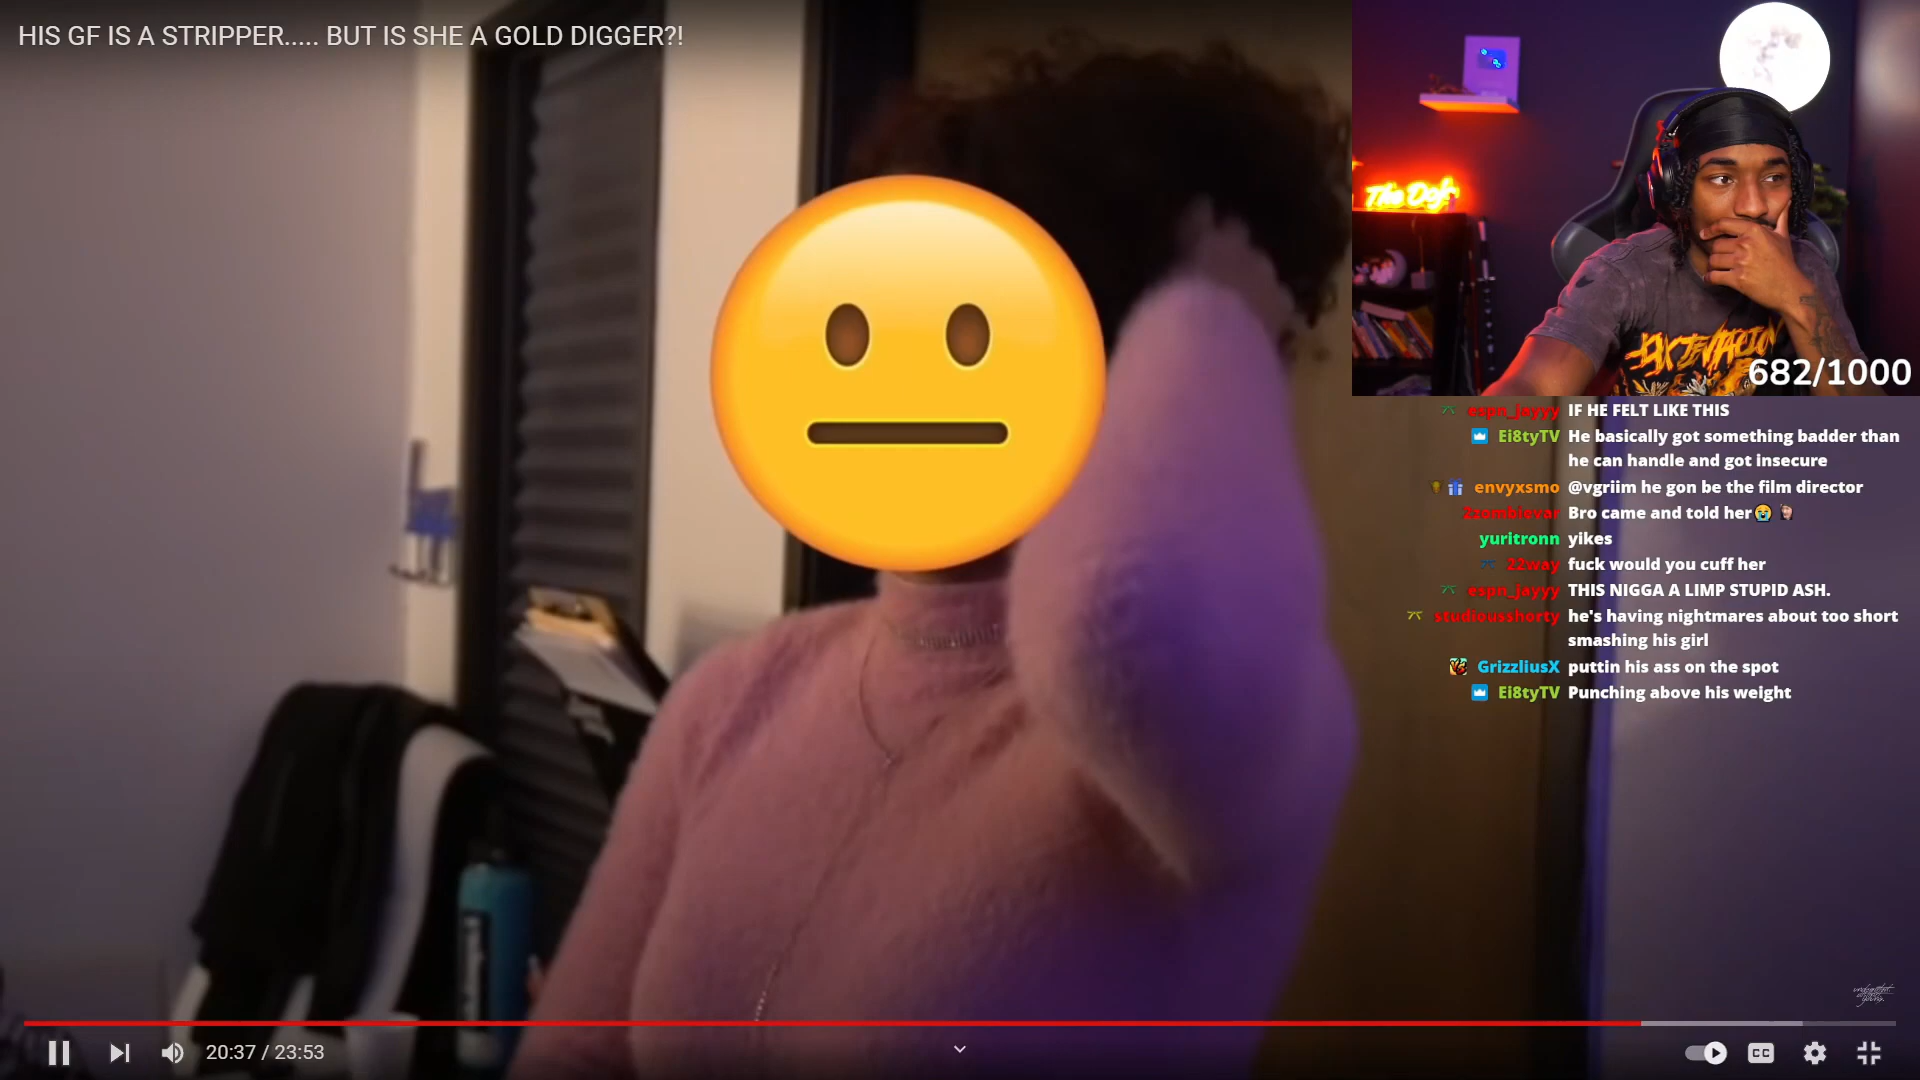 HIS GF IS A STRIPPER..... BUT IS SHE A GOLD DIGGER?!
682/1000
espn_jayyy IF HE FELT LIKE THIS
Ei8tyTV He basically got something badder than
he can handle and got insecure
envyxsmo @vgriim he gon be the film director
Zzombievar Bro came and told her😭
yuritronn yikes
22way fuck would you cuff her
espn_jayyy THIS NIGGA A LIMP STUPID ASH.
studiousshorty he's having nightmares about too short
smashing his girl
GrizzliusX puttin his ass on the spot
Ei8tyTV Punching above his weight
20:37 / 23:53
CC